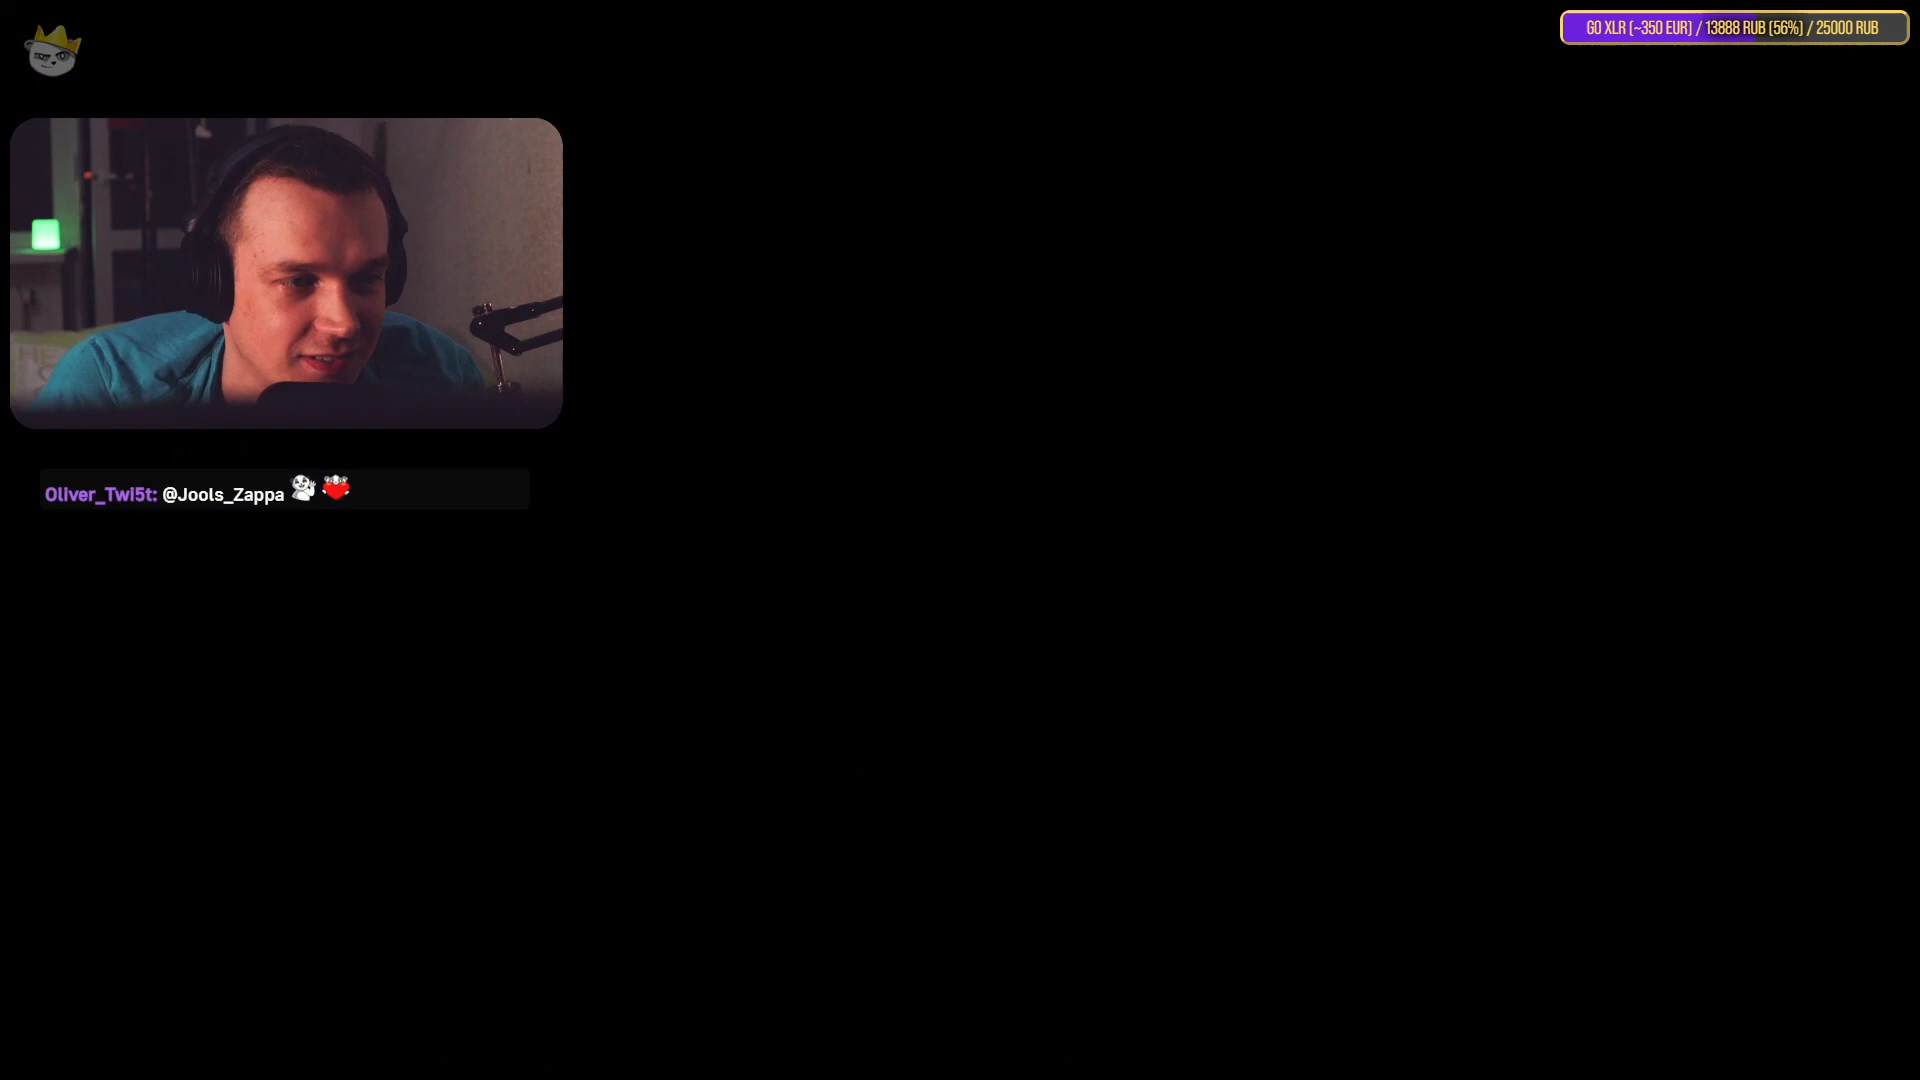 GO XLR (~350 EUR) / 13888 RUB (56%) / 25000 RUB
Oliver_Twi5t: @Jools_Zappa